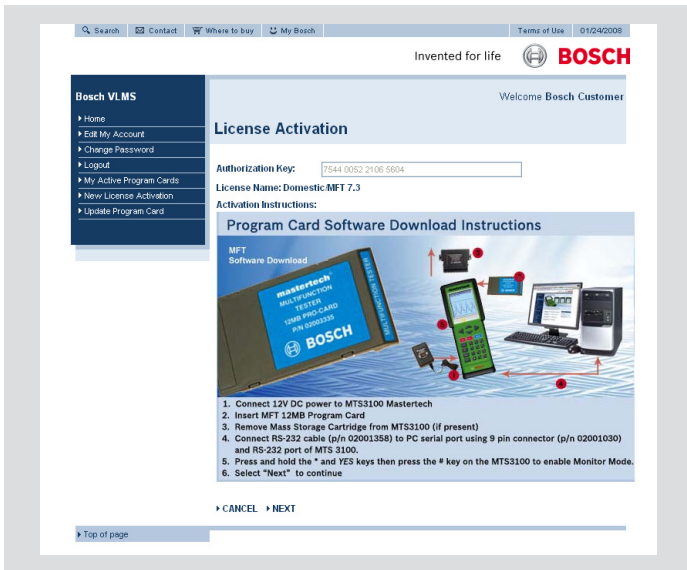 Search Contact Where to buy My Bosch Terms of Use 01/24/2008
Invented for life BOSCH
Bosch VLMS
Welcome Bosch Customer
Home
Edit My Account
Change Password
Logout
My Active Program Cards
New License Activation
Update Program Card
License Activation
Authorization Key: 7544 0052 2106 5604
License Name: Domestic/MFT 7.3
Activation Instructions:
Program Card Software Download Instructions
MFT
Software Download
mastertech
MULTIFUNCTION
TESTER
12MB PRO-CARD
P/N 02003335
BOSCH
MULTIFUNCTION TESTER
1. Connect 12V DC power to MTS3100 Mastertech
2. Insert MFT 12MB Program Card
3. Remove Mass Storage Cartridge from MTS3100 (if present)
4. Connect RS-232 cable (p/n 02001358) to PC serial port using 9 pin connector (p/n 02001030)
and RS-232 port of MTS 3100.
5. Press and hold the * and YES keys then press the # key on the MTS3100 to enable Monitor Mode.
6. Select "Next" to continue
CANCEL NEXT
Top of page